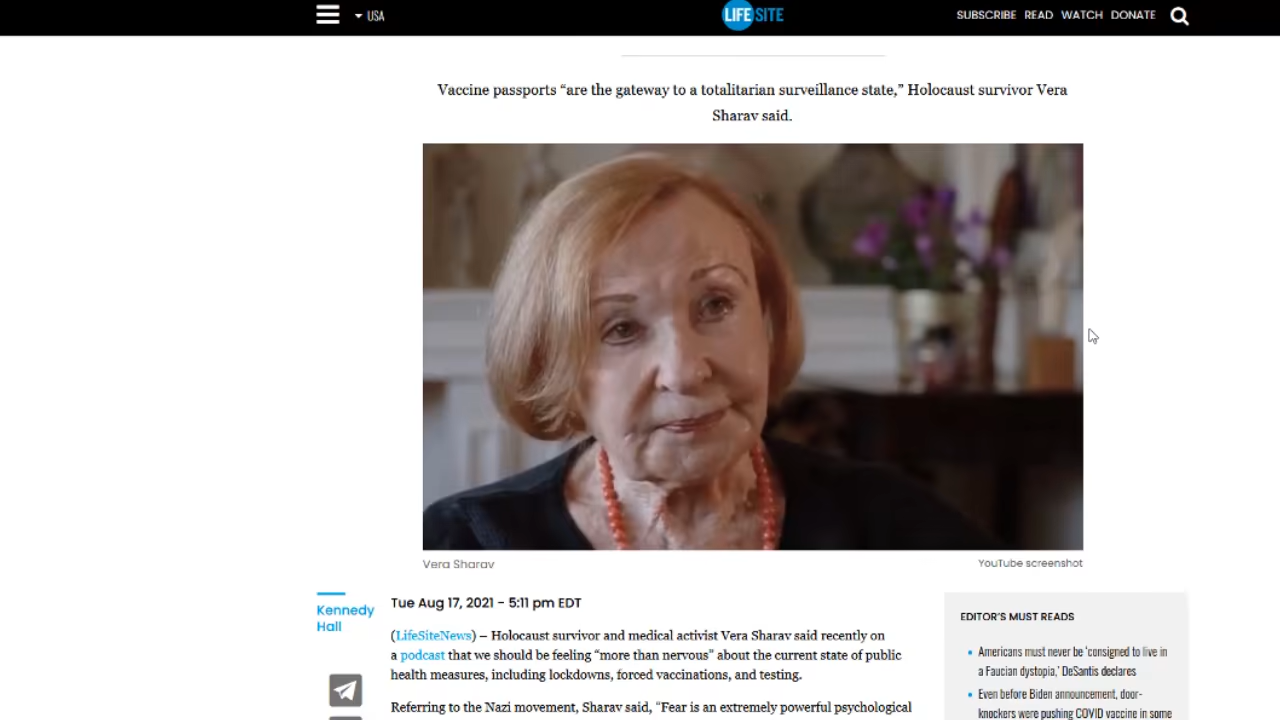 USA
LIFE SITE
SUBSCRIBE READ WATCH DONATE
Vaccine passports “are the gateway to a totalitarian surveillance state,” Holocaust survivor Vera
Sharav said.
Vera Sharav
YouTube screenshot
Kennedy
Hall
Tue Aug 17, 2021 - 5:11 pm EDT
(LifeSiteNews) – Holocaust survivor and medical activist Vera Sharav said recently on
a podcast that we should be feeling “more than nervous” about the current state of public
health measures, including lockdowns, forced vaccinations, and testing.
Referring to the Nazi movement, Sharav said, “Fear is an extremely powerful psychological
EDITOR'S MUST READS
Americans must never be ‘consigned to live in
a Faucian dystopia,’ DeSantis declares
Even before Biden announcement, door-
knockers were pushing COVID vaccine in some